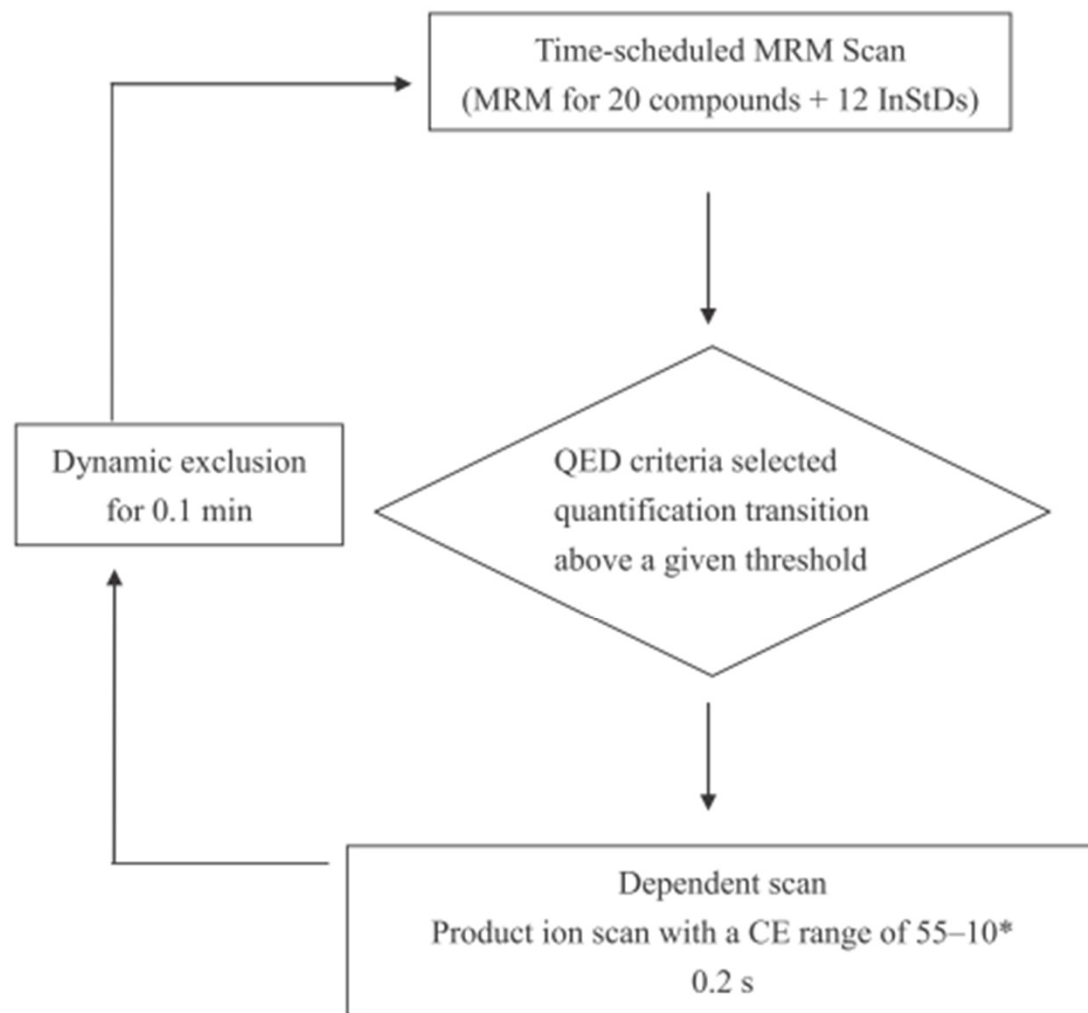 Time-scheduled MRM Scan
(MRM for 20 compounds + 12 InStDs)
Dynamic exclusion
for 0.1 min
QED criteria selected
quantification transition
above a given threshold
Dependent scan
Product ion scan with a CE range of 55–10*
0.2 s